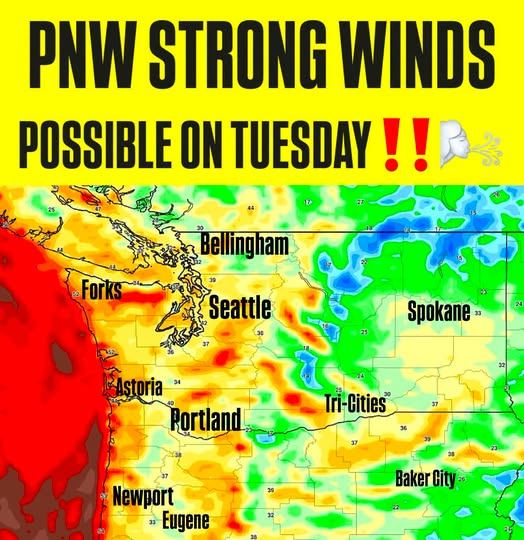 PNW STRONG WINDS
POSSIBLE ON TUESDAY ‼️🌬️
Bellingham
Forks
Seattle
Spokane
Astoria
Tri-Cities
Portland
Baker City
Newport
Eugene